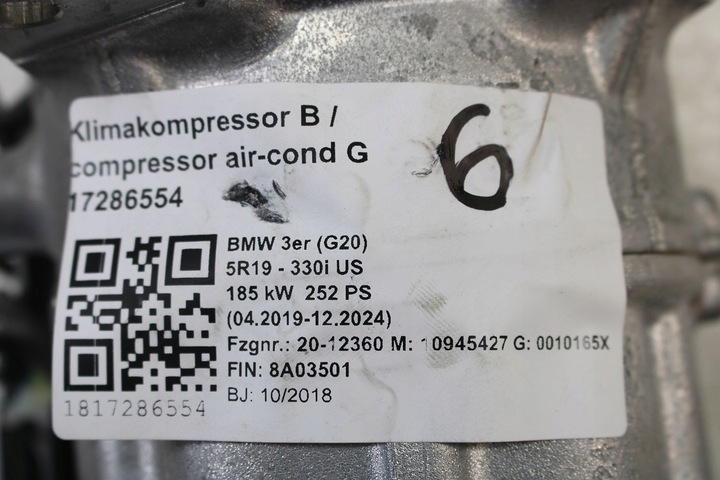 Klimakompressor B /
compressor air-cond G
17286554
6
BMW 3er (G20)
5R19 - 330i US
185 kW 252 PS
(04.2019-12.2024)
Fzgnr.: 20-12360 M: 10945427 G: 0010165X
FIN: 8A03501
BJ: 10/2018
1817286554